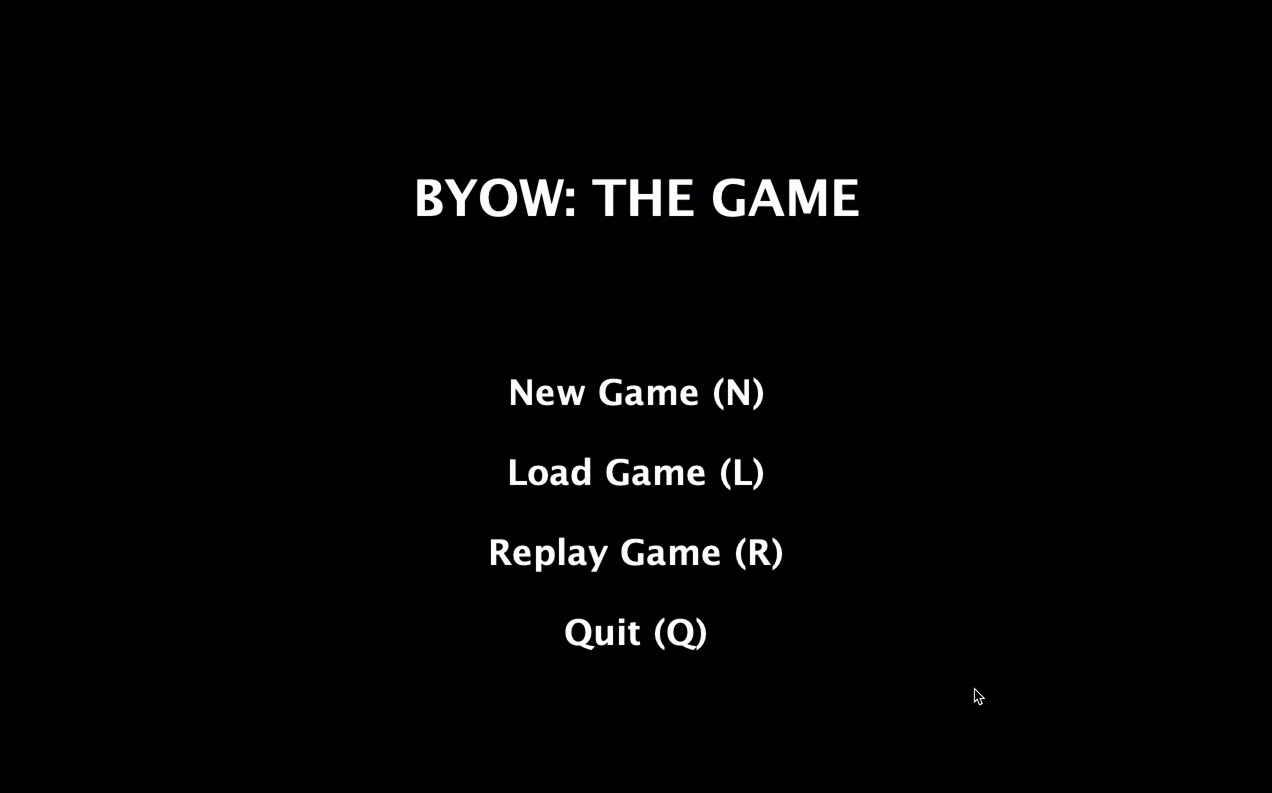 BYOW: THE GAME
New Game (N)
Load Game (L)
Replay Game (R)
Quit (Q)